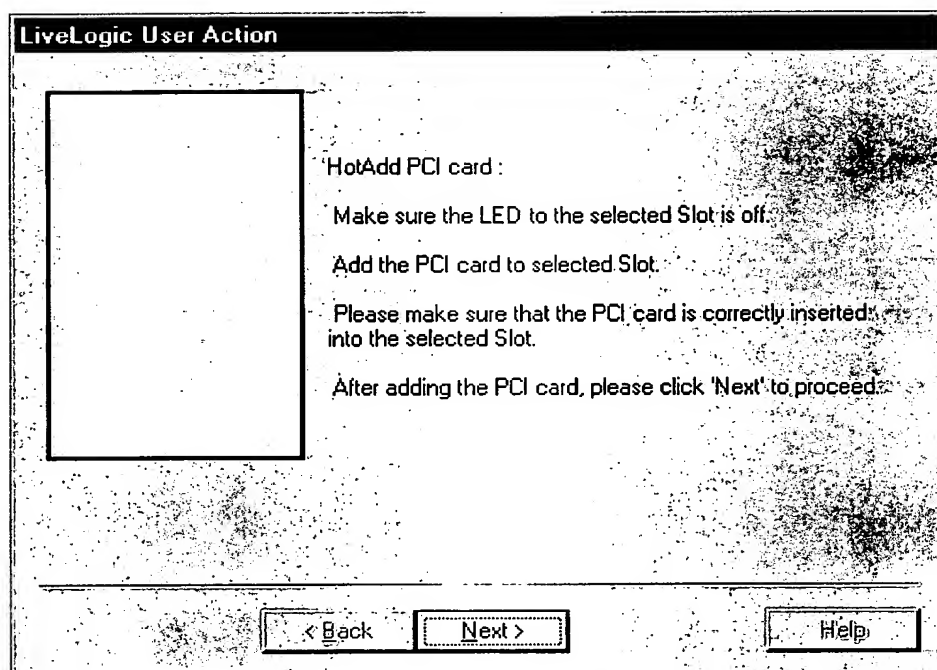 LiveLogic User Action
HotAdd PCI card :
Make sure the LED to the selected Slot is off.
Add the PCI card to selected Slot.
Please make sure that the PCI card is correctly inserted
into the selected Slot.
After adding the PCI card, please click 'Next' to proceed.
< Back
Next >
Help